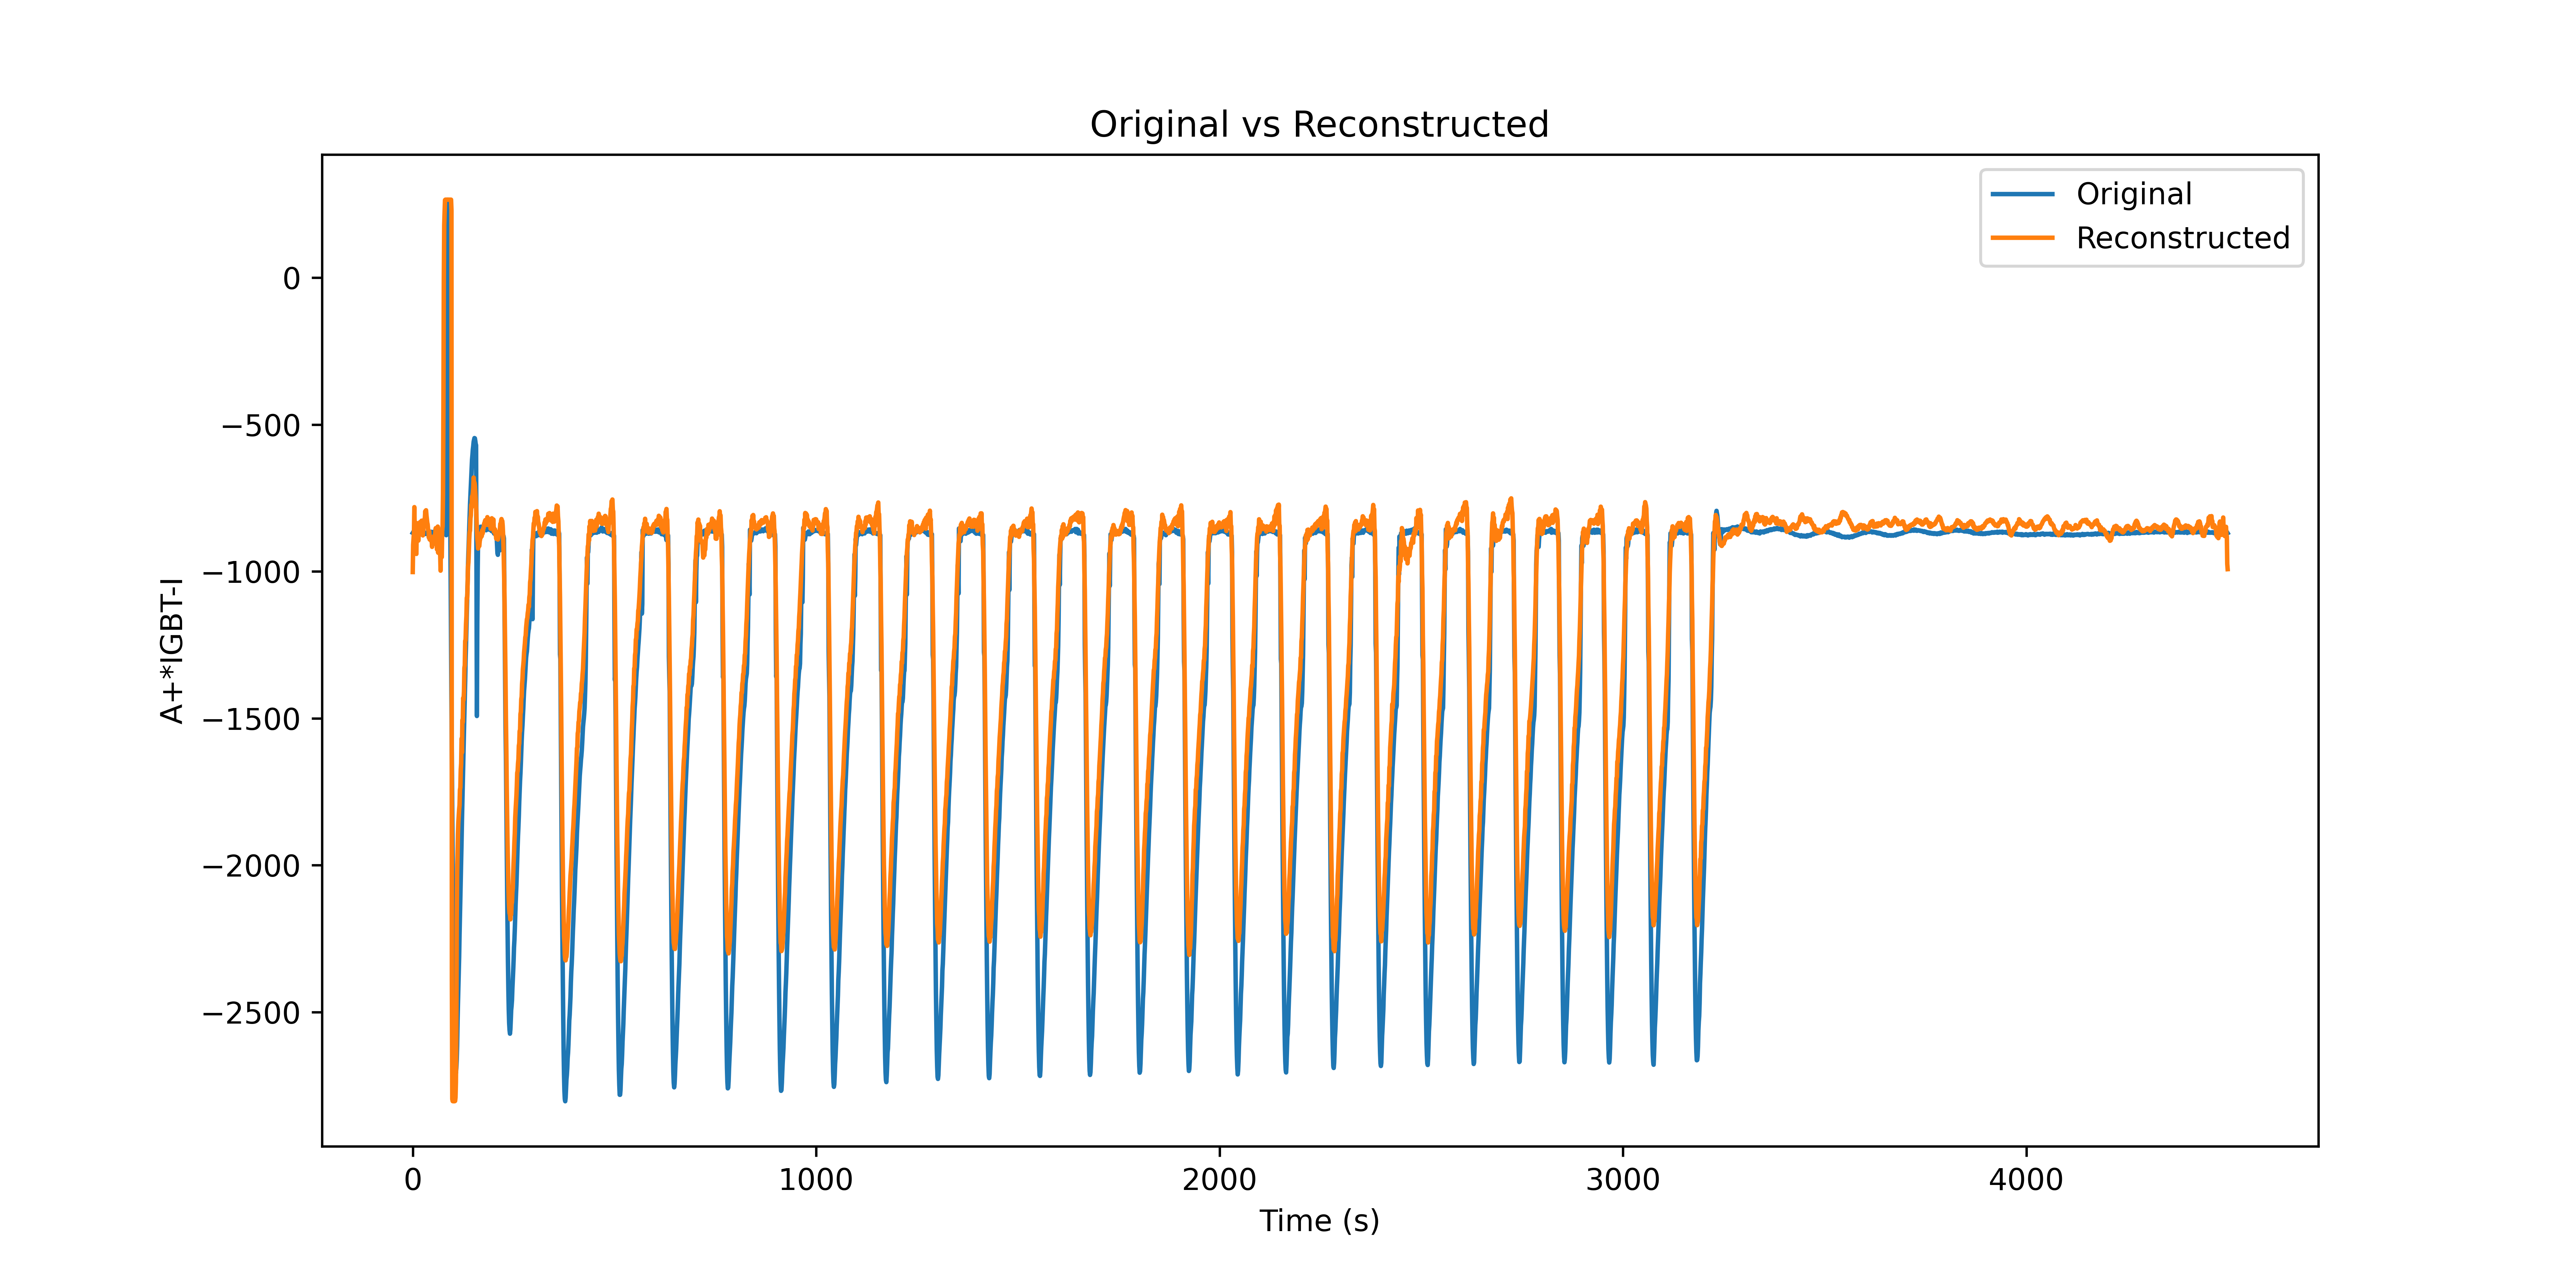 Original vs Reconstructed
Original
Reconstructed
0
−500
−1000
−1500
−2000
−2500
A+*IGBT-I
0 1000 2000 3000 4000
Time (s)